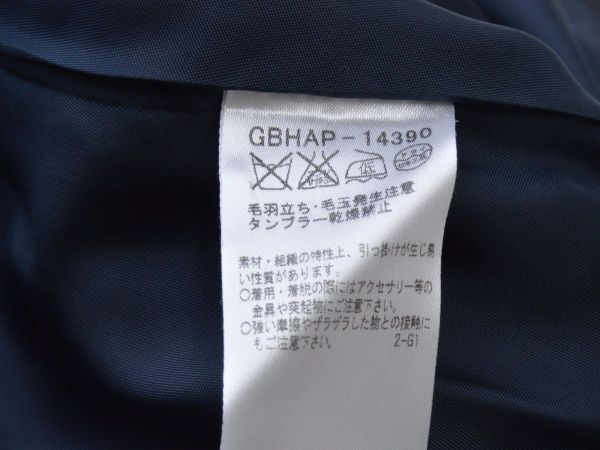 GBHAP-1439
低
毛羽立ち・毛玉発生注意
タンブラー乾燥禁止
素材・組織の特性上、引っ掛けが生じ易
い性質があります。
○着用・着脱の際にはアクセサリー等の
金具や突起物にご注意下さい。
○強い摩擦やザラザラした物との接触に
もご注意下さい。 2-Gi